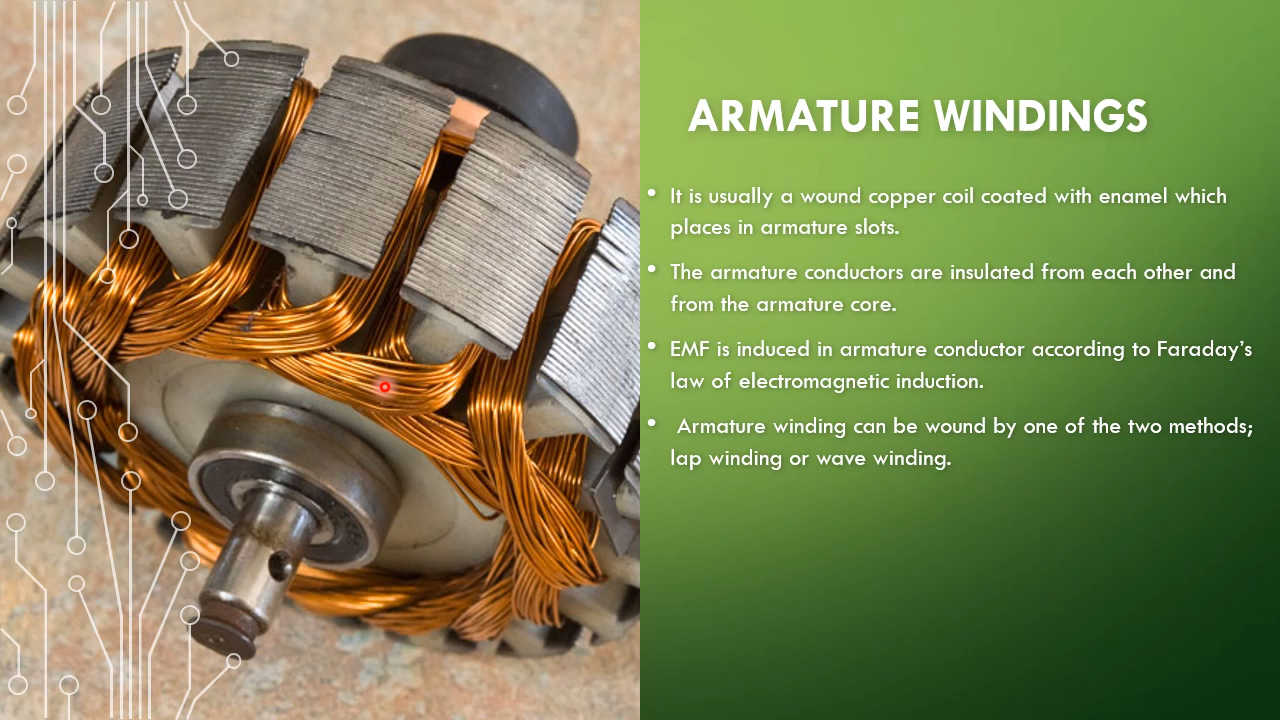 ARMATURE WINDINGS
• It is usually a wound copper coil coated with enamel which
places in armature slots.
• The armature conductors are insulated from each other and
from the armature core.
• EMF is induced in armature conductor according to Faraday’s
law of electromagnetic induction.
• Armature winding can be wound by one of the two methods;
lap winding or wave winding.